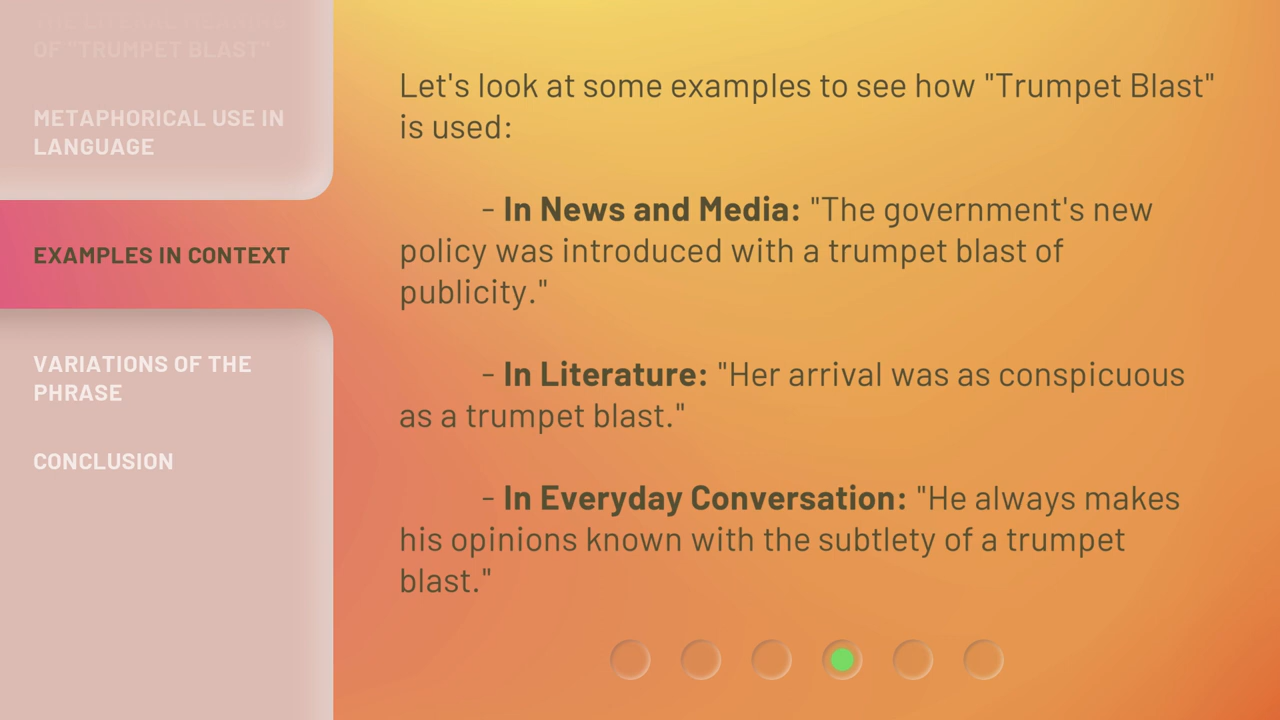 OF "TRUMPET BLAST"
METAPHORICAL USE IN
LANGUAGE
EXAMPLES IN CONTEXT
VARIATIONS OF THE
PHRASE
CONCLUSION
Let's look at some examples to see how "Trumpet Blast"
is used:
- In News and Media: "The government's new
policy was introduced with a trumpet blast of
publicity."
- In Literature: "Her arrival was as conspicuous
as a trumpet blast."
- In Everyday Conversation: "He always makes
his opinions known with the subtlety of a trumpet
blast."